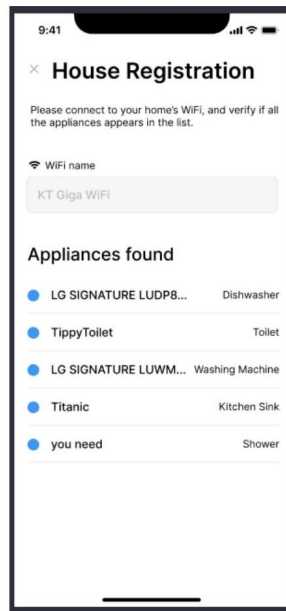 9:41
× House Registration
Please connect to your home's WiFi, and verify if all
the appliances appears in the list.
WiFi name
KT Giga WiFi
Appliances found
LG SIGNATURE LUDP8... Dishwasher
TippyToilet Toilet
LG SIGNATURE LUWM... Washing Machine
Titanic Kitchen Sink
you need Shower